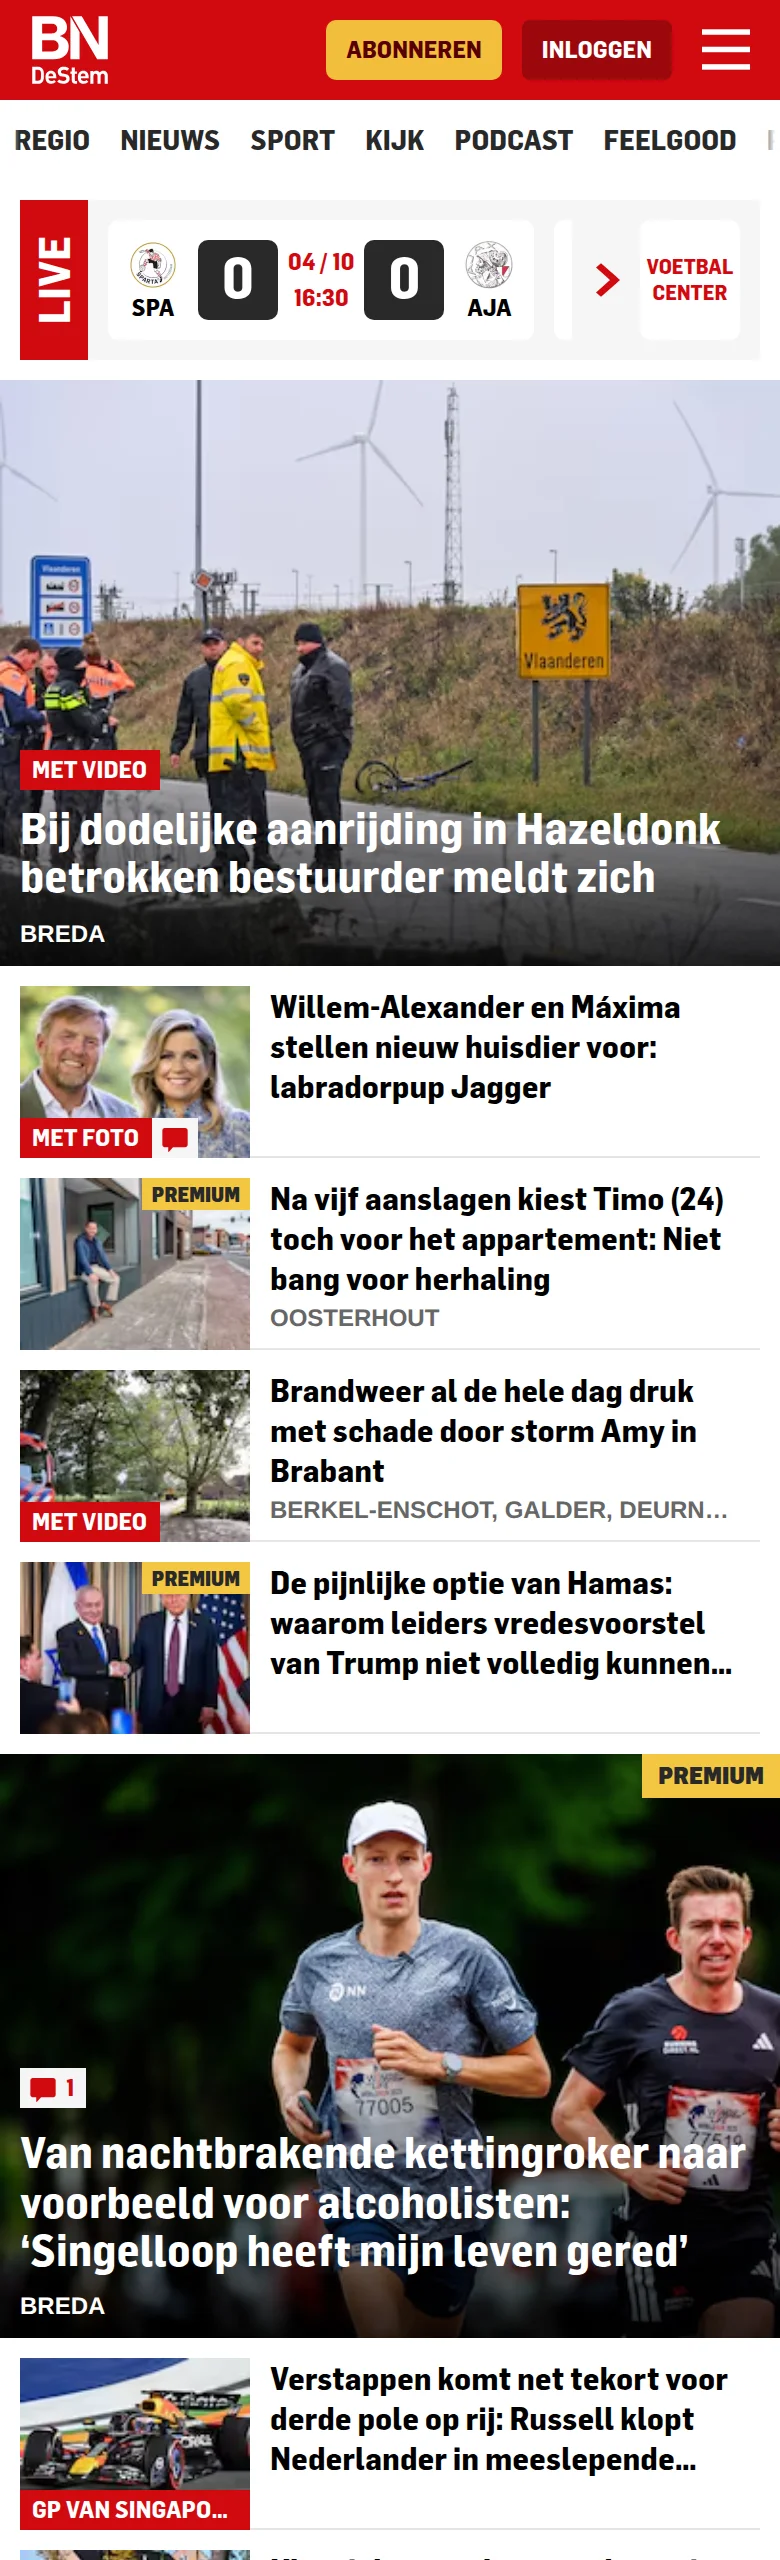 BN
DeStem
ABONNEREN
INLOGGEN
REGIO NIEUWS SPORT KIJK PODCAST FEELGOOD
LIVE
SPARTA
SPA
0
04 / 10
16:30
0
AJA
VOETBAL
CENTER
Vlaanderen
Vlaanderen
MET VIDEO
Bij dodelijke aanrijding in Hazeldonk
betrokken bestuurder meldt zich
BREDA
Willem-Alexander en Máxima
stellen nieuw huisdier voor:
labradorpup Jagger
MET FOTO
PREMIUM
Na vijf aanslagen kiest Timo (24)
toch voor het appartement: Niet
bang voor herhaling
OOSTERHOUT
Brandweer al de hele dag druk
met schade door storm Amy in
Brabant
BERKEL-ENSCHOT, GALDER, DEURN...
MET VIDEO
PREMIUM
De pijnlijke optie van Hamas:
waarom leiders vredesvoorstel
van Trump niet volledig kunnen...
PREMIUM
NN
77005
77519
1
Van nachtbrakende kettingroker naar
voorbeeld voor alcoholisten:
‘Singelloop heeft mijn leven gered’
BREDA
Verstappen komt net tekort voor
derde pole op rij: Russell klopt
Nederlander in meeslepende...
GP VAN SINGAPO...